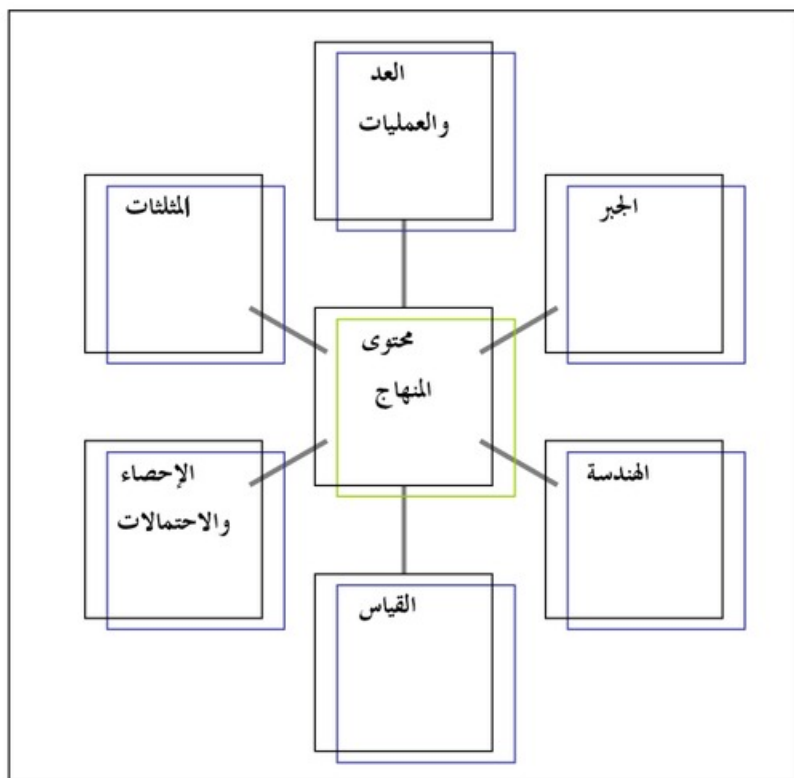 العد
والعمليات
الجبر
المثلثات
محتوى
المنهاج
الهندسة
الإحصاء
والاحتمالات
القياس